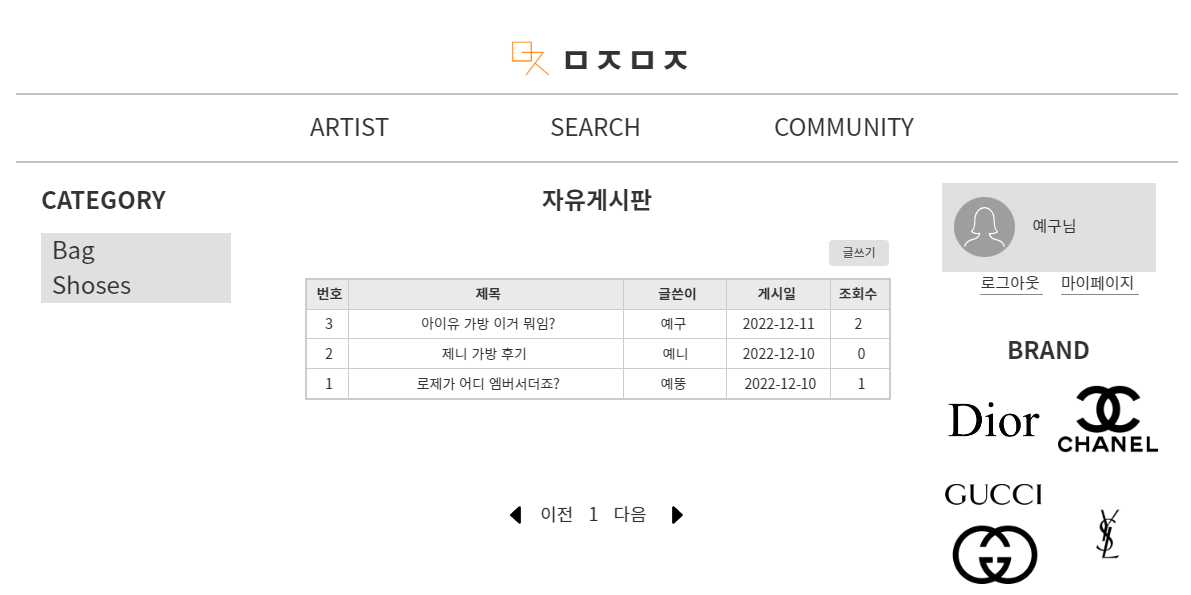 ㅁㅈㅁㅈ
ARTIST SEARCH COMMUNITY
CATEGORY
Bag
Shoses
자유게시판
글쓰기
번호 제목 글쓴이 게시일 조회수
3 아이유 가방 이거 뭐임? 예구 2022-12-11 2
2 제니 가방 후기 예니 2022-12-10 0
1 로제가 어디 엠버서더죠? 예뚱 2022-12-10 1
이전 1 다음
예구님
로그아웃 마이페이지
BRAND
Dior
CHANEL
GUCCI
YSL